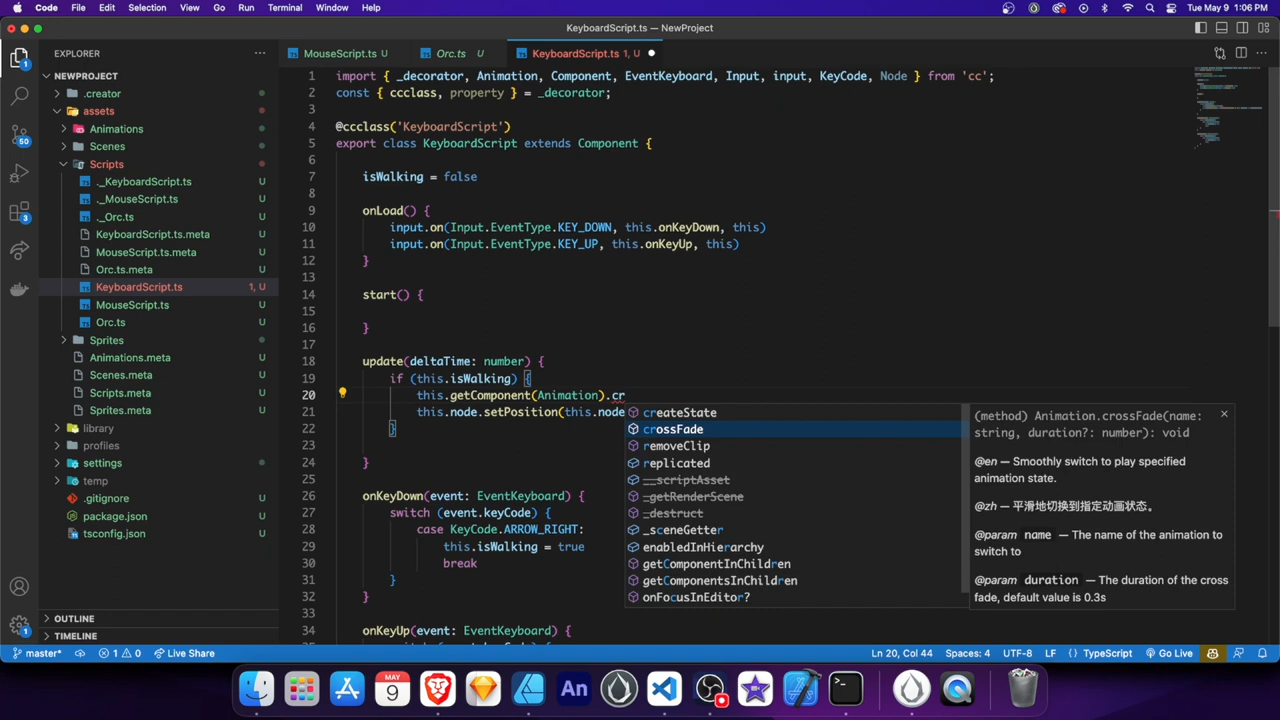 Code File Edit Selection View Go Run Terminal Window Help Tue May 9 1:06 PM
KeyboardScript.ts — NewProject
EXPLORER
MouseScript.ts U Orc.ts U KeyboardScript.ts 1, U
NEWPROJECT
.creator
assets
Animations
Scenes
Scripts
._KeyboardScript.ts U
._MouseScript.ts U
._Orc.ts U
KeyboardScript.ts.meta U
MouseScript.ts.meta U
Orc.ts.meta U
KeyboardScript.ts 1, U
MouseScript.ts U
Orc.ts U
Sprites
Animations.meta U
Scenes.meta U
Scripts.meta U
Sprites.meta U
library
profiles
settings
temp
.gitignore U
package.json U
tsconfig.json U
OUTLINE
TIMELINE
1
50
3
1
1 import { _decorator, Animation, Component, EventKeyboard, Input, input, KeyCode, Node } from 'cc';
2 const { ccclass, property } = _decorator;
3
4 @ccclass('KeyboardScript')
5 export class KeyboardScript extends Component {
6
7 isWalking = false
8
9 onLoad() {
10 input.on(Input.EventType.KEY_DOWN, this.onKeyDown, this)
11 input.on(Input.EventType.KEY_UP, this.onKeyUp, this)
12 }
13
14 start() {
15
16 }
17
18 update(deltaTime: number) {
19 if (this.isWalking) {
20 this.getComponent(Animation).cr
21 this.node.setPosition(this.node
22 }
23
24 }
25
26 onKeyDown(event: EventKeyboard) {
27 switch (event.keyCode) {
28 case KeyCode.ARROW_RIGHT:
29 this.isWalking = true
30 break
31 }
32 }
33
34 onKeyUp(event: EventKeyboard) {
createState
crossFade
removeClip
replicated
__scriptAsset
_getRenderScene
_destruct
_sceneGetter
enabledInHierarchy
getComponentInChildren
getComponentsInChildren
onFocusInEditor?
(method) Animation.crossFade(name:
string, duration?: number): void
@en — Smoothly switch to play specified
animation state.
@zh — 平滑地切换到指定动画状态。
@param name — The name of the animation to
switch to
@param duration — The duration of the cross
fade, default value is 0.3s
master* 1 0 Live Share Ln 20, Col 44 Spaces: 4 UTF-8 LF TypeScript Go Live
MAY
9
An